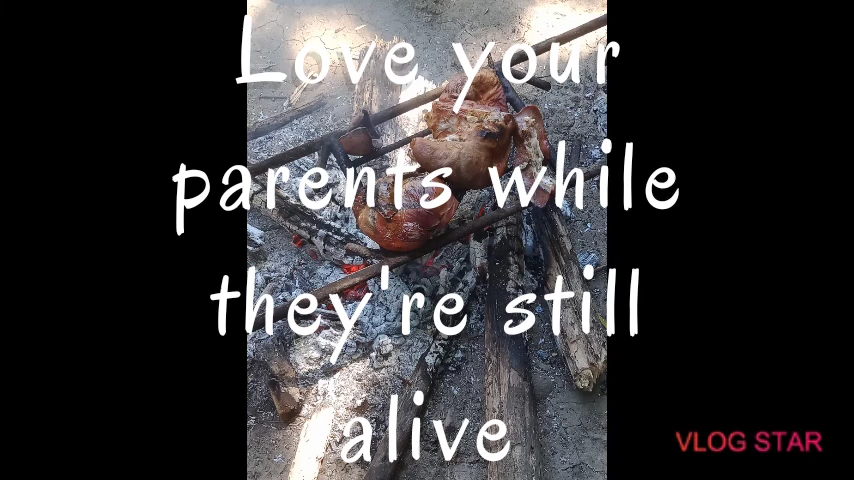 Love your
parents while
they're still
alive
VLOG STAR